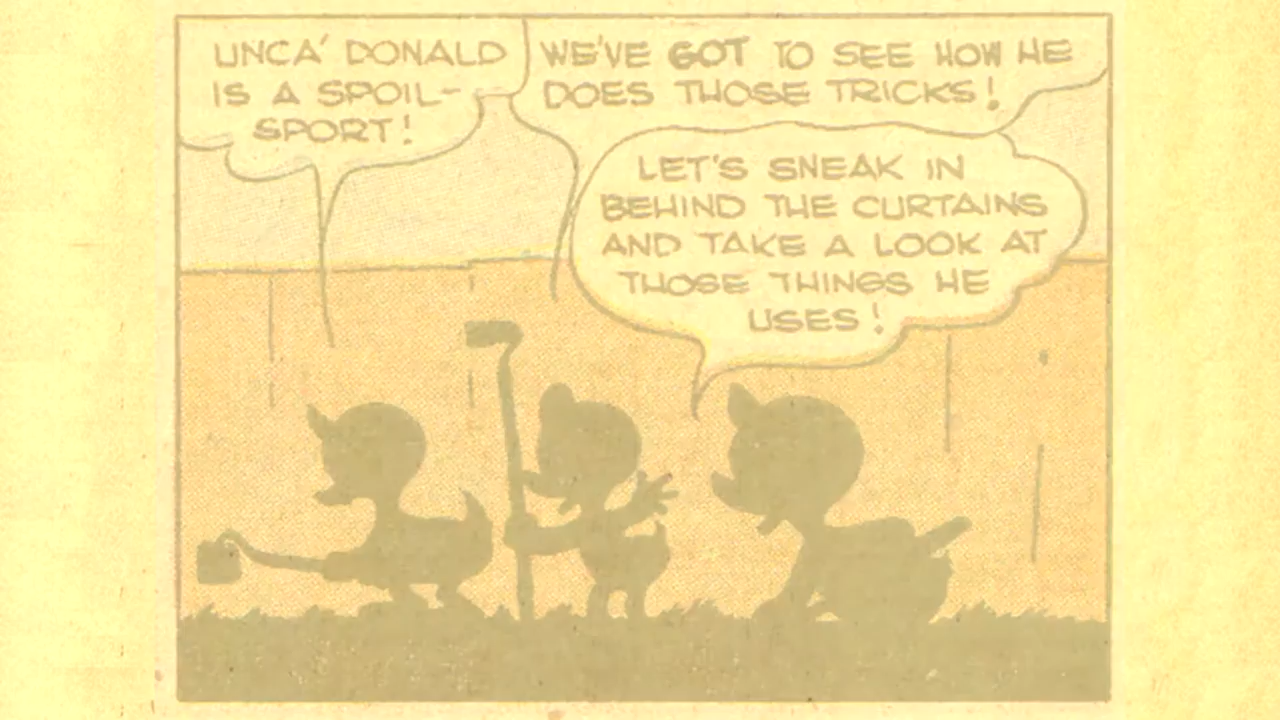 UNCA' DONALD
IS A SPOIL-
SPORT!
WE'VE GOT TO SEE HOW HE
DOES THOSE TRICKS!
LET'S SNEAK IN
BEHIND THE CURTAINS
AND TAKE A LOOK AT
THOSE THINGS HE
USES!